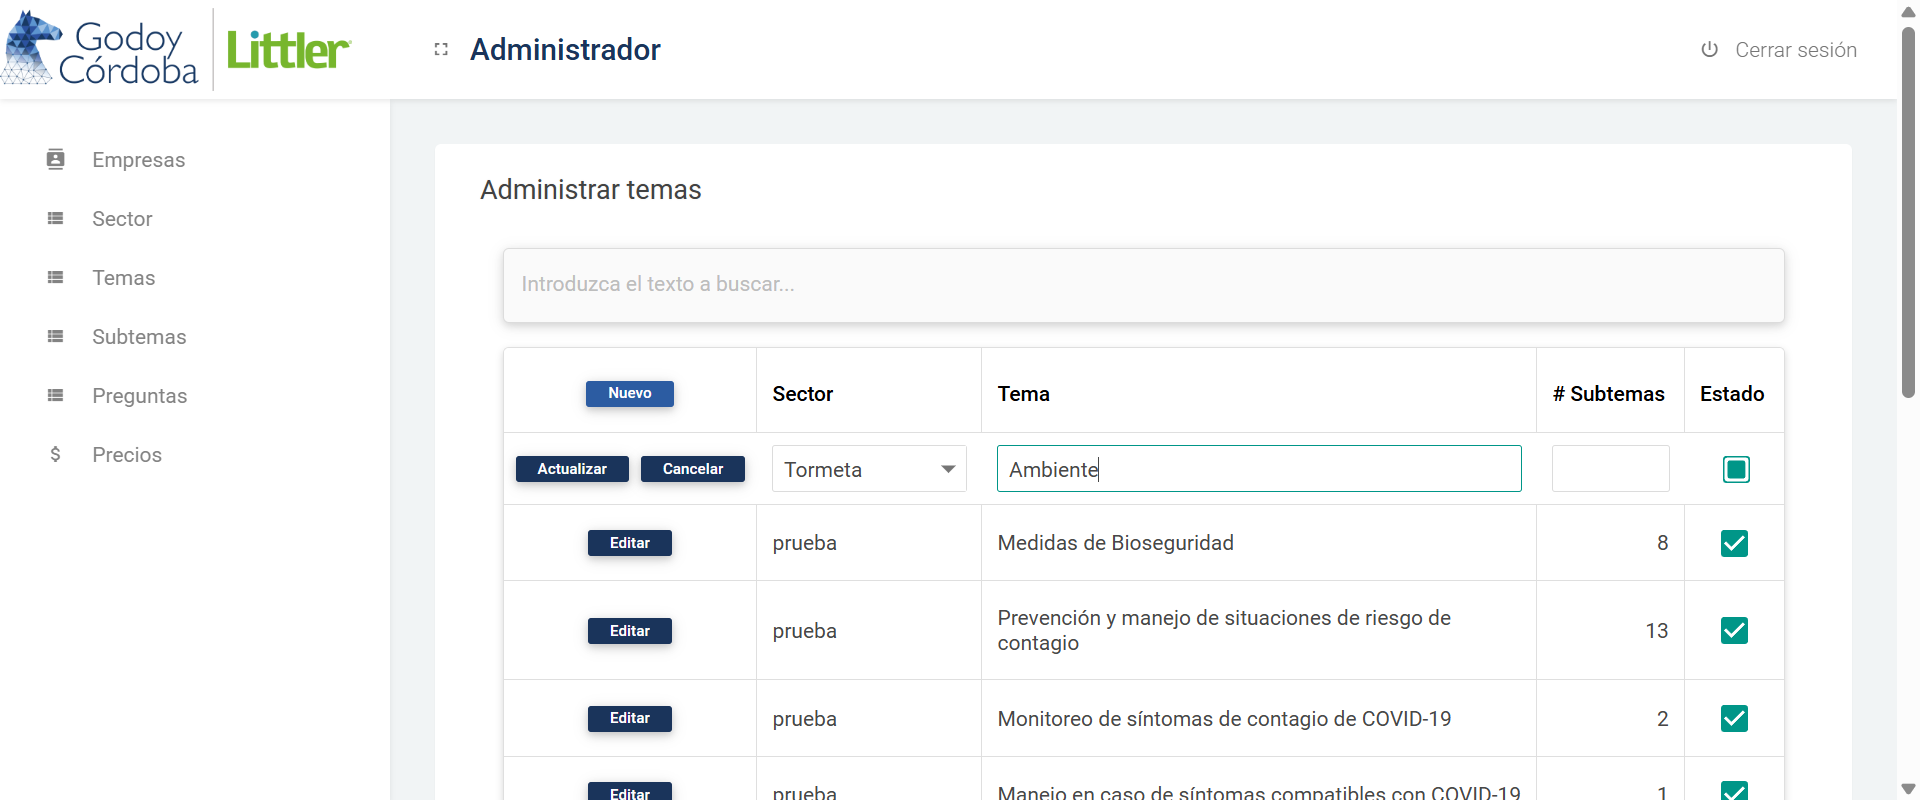 Godoy
Córdoba
Littler
Administrador
Cerrar sesión
Empresas
Sector
Temas
Subtemas
Preguntas
Precios
Administrar temas
Introduzca el texto a buscar...
Nuevo Sector Tema # Subtemas Estado
Actualizar Cancelar Tormeta Ambiente
Editar prueba Medidas de Bioseguridad 8
Editar prueba Prevención y manejo de situaciones de riesgo de
contagio 13
Editar prueba Monitoreo de síntomas de contagio de COVID-19 2
Editar prueba Manejo en caso de síntomas compatibles con COVID-19 1